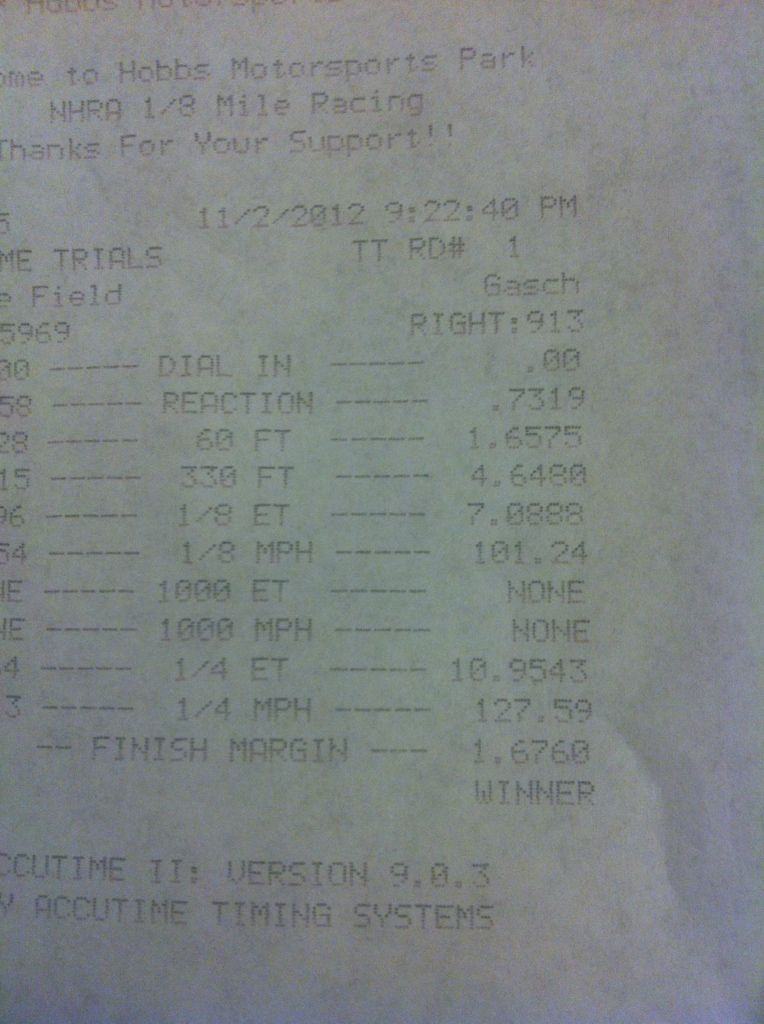 Hobbs Motorsports
ome to Hobbs Motorsports Park
NHRA 1/8 Mile Racing
Thanks For Your Support!!
5 11/2/2012 9:22:40 PM
ME TRIALS TT RD# 1
e Field Gasch
5969 RIGHT:913
00 ----- DIAL IN ----- .00
58 ----- REACTION ----- .7319
28 ----- 60 FT ----- 1.6575
15 ----- 330 FT ----- 4.6480
96 ----- 1/8 ET ----- 7.0888
54 ----- 1/8 MPH ----- 101.24
NE ----- 1000 ET ----- NONE
NE ----- 1000 MPH ----- NONE
4 ----- 1/4 ET ----- 10.9543
3 ----- 1/4 MPH ----- 127.59
-- FINISH MARGIN --- 1.6760
WINNER
CCUTIME II: VERSION 9.0.3
Y ACCUTIME TIMING SYSTEMS